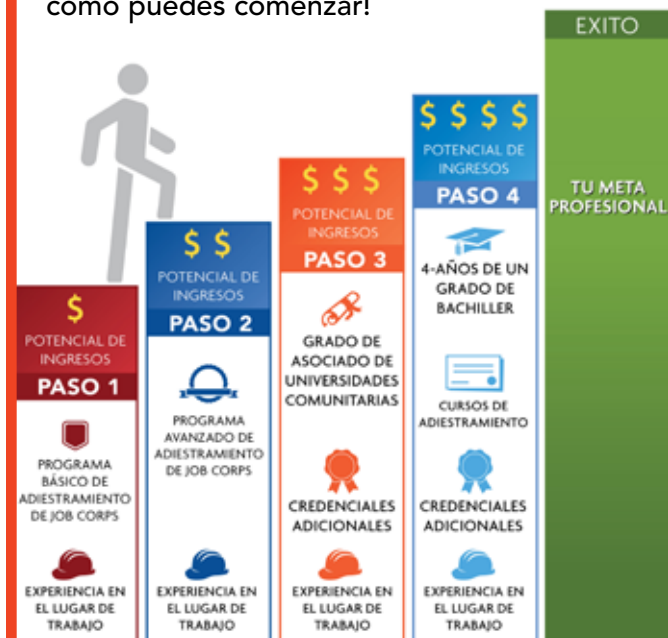 como puedes comenzar!
$
POTENCIAL DE
INGRESOS
PASO 1
PROGRAMA
BÁSICO DE
ADIESTRAMIENTO
DE JOB CORPS
EXPERIENCIA EN
EL LUGAR DE
TRABAJO
$ $
POTENCIAL DE
INGRESOS
PASO 2
PROGRAMA
AVANZADO DE
ADIESTRAMIENTO
DE JOB CORPS
EXPERIENCIA EN
EL LUGAR DE
TRABAJO
$ $ $
POTENCIAL DE
INGRESOS
PASO 3
GRADO DE
ASOCIADO DE
UNIVERSIDADES
COMUNITARIAS
CREDENCIALES
ADICIONALES
EXPERIENCIA EN
EL LUGAR DE
TRABAJO
$ $ $ $
POTENCIAL DE
INGRESOS
PASO 4
4-AÑOS DE UN
GRADO DE
BACHILLER
CURSOS DE
ADIESTRAMIENTO
CREDENCIALES
ADICIONALES
EXPERIENCIA EN
EL LUGAR DE
TRABAJO
EXITO
TU META
PROFESIONAL